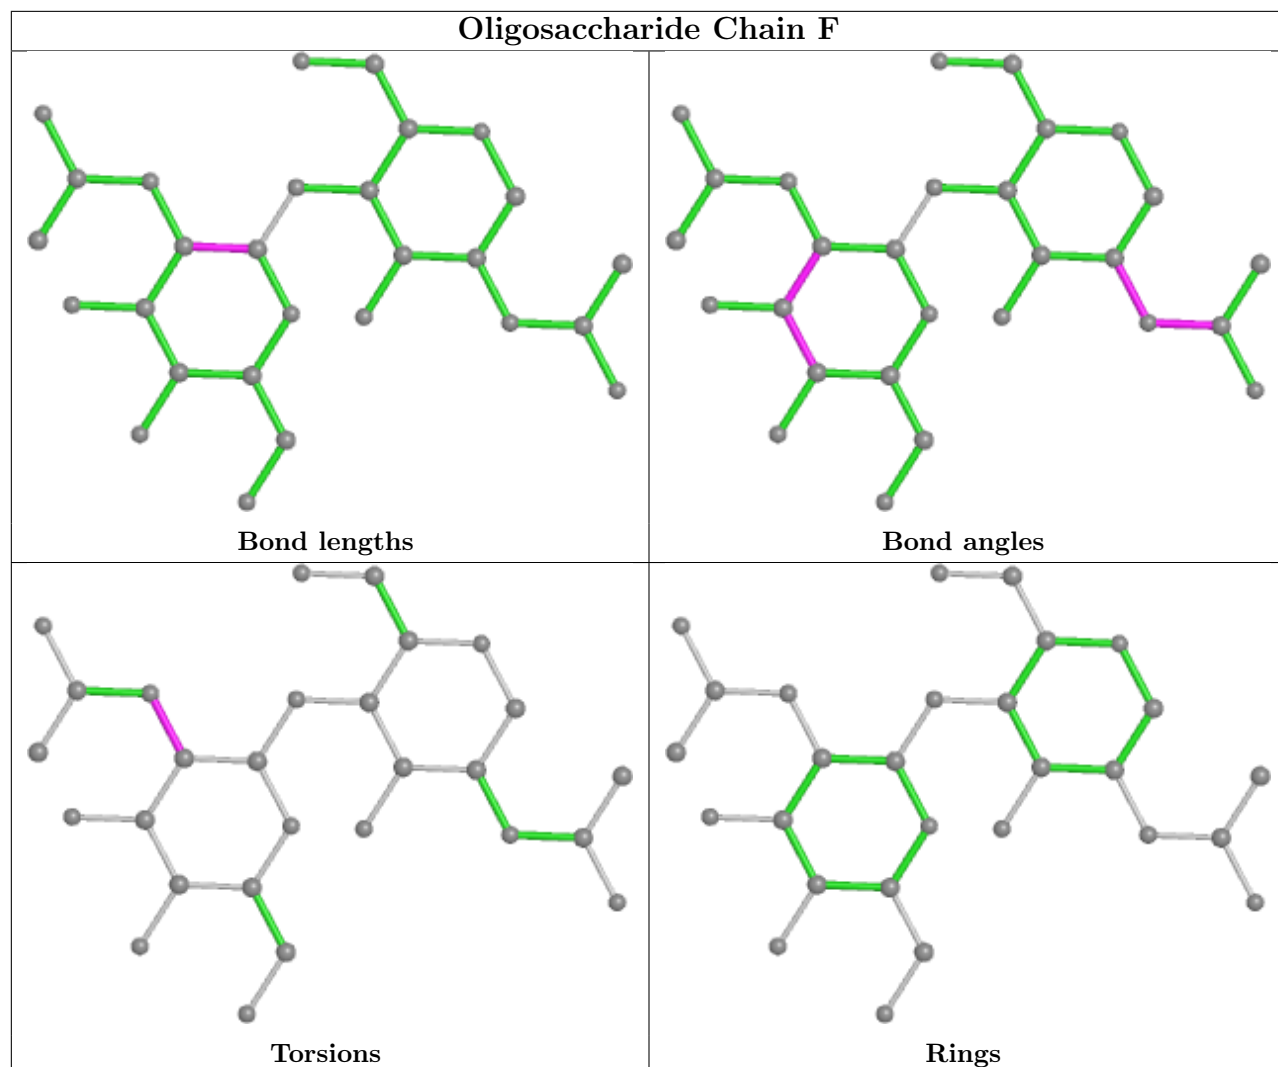 Oligosaccharide Chain F
Bond lengths
Bond angles
Torsions
Rings